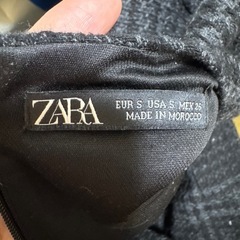 ZARA
EUR S USA S MEX 26
MADE IN MOROCCO